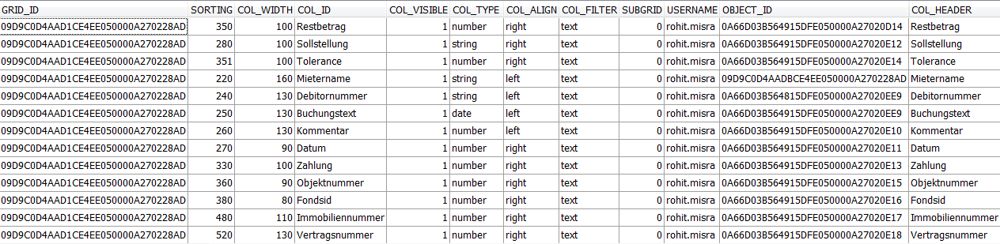 GRID_ID SORTING COL_WIDTH COL_ID COL_VISIBLE COL_TYPE COL_ALIGN COL_FILTER SUBGRID USERNAME OBJECT_ID COL_HEADER
09D9C0D4AAD1CE4EE050000A270228AD 350 100 Restbetrag 1 number right text 0 rohit.misra 0A66D03B564915DFE050000A27020D14 Restbetrag
09D9C0D4AAD1CE4EE050000A270228AD 280 100 Sollstellung 1 string right text 0 rohit.misra 0A66D03B564915DFE050000A27020E12 Sollstellung
09D9C0D4AAD1CE4EE050000A270228AD 351 100 Tolerance 1 number right text 0 rohit.misra 0A66D03B564915DFE050000A27020E14 Tolerance
09D9C0D4AAD1CE4EE050000A270228AD 220 160 Mietername 1 string left text 0 rohit.misra 09D9C0D4AADBCE4EE050000A270228AD Mietername
09D9C0D4AAD1CE4EE050000A270228AD 240 130 Debitornummer 1 string left text 0 rohit.misra 0A66D03B564815DFE050000A27020EE9 Debitornummer
09D9C0D4AAD1CE4EE050000A270228AD 250 130 Buchungstext 1 date left text 0 rohit.misra 0A66D03B564915DFE050000A27020EE9 Buchungstext
09D9C0D4AAD1CE4EE050000A270228AD 260 130 Kommentar 1 number left text 0 rohit.misra 0A66D03B564915DFE050000A27020E10 Kommentar
09D9C0D4AAD1CE4EE050000A270228AD 270 90 Datum 1 number right text 0 rohit.misra 0A66D03B564915DFE050000A27020E11 Datum
09D9C0D4AAD1CE4EE050000A270228AD 330 100 Zahlung 1 number right text 0 rohit.misra 0A66D03B564915DFE050000A27020E13 Zahlung
09D9C0D4AAD1CE4EE050000A270228AD 360 90 Objektnummer 1 number right text 0 rohit.misra 0A66D03B564915DFE050000A27020E15 Objektnummer
09D9C0D4AAD1CE4EE050000A270228AD 380 80 Fondsid 1 number right text 0 rohit.misra 0A66D03B564915DFE050000A27020E16 Fondsid
09D9C0D4AAD1CE4EE050000A270228AD 480 110 Immobiliennummer 1 number right text 0 rohit.misra 0A66D03B564915DFE050000A27020E17 Immobiliennummer
09D9C0D4AAD1CE4EE050000A270228AD 520 130 Vertragsnummer 1 number right text 0 rohit.misra 0A66D03B564915DFE050000A27020E18 Vertragsnummer